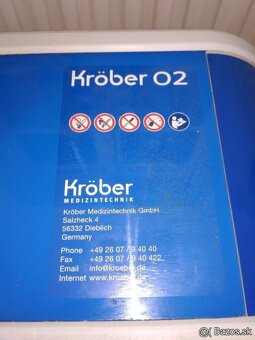 Kröber O2
Kröber
MEDIZINTECHNIK
Kröber Medizintechnik GmbH
Salzheck 4
56332 Dieblich
Germany
Phone +49 26 07 / 9 40 40
Fax +49 26 07 / 9 40 422
Email info@kroeber.de
Internet www.kroeber.de
© Bazos.sk